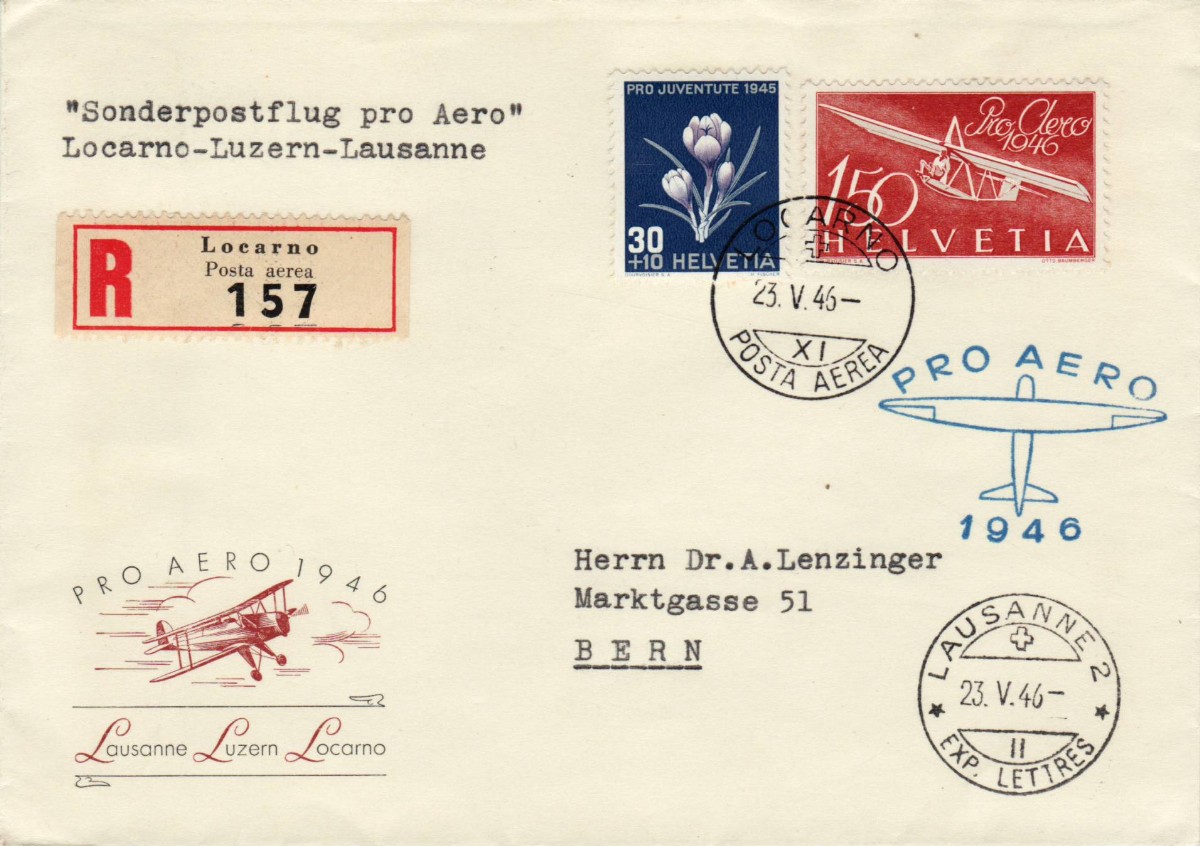 "Sonderpostflug pro Aero"
Locarno-Luzern-Lausanne
PRO JUVENTUTE 1945
30
+10 HELVETIA
Pro Aero
1946
150
HELVETIA
OTTO BAUMBERGER
R
Locarno
Posta aerea
157
LOCARNO
23. V. 46–
XI
POSTA AEREA
PRO AERO
1946
Herrn Dr.A.Lenzinger
Marktgasse 51
BERN
PRO AERO 1946
Lausanne Luzern Locarno
LAUSANNE 2
23. V. 46–
II
EXP. LETTRES